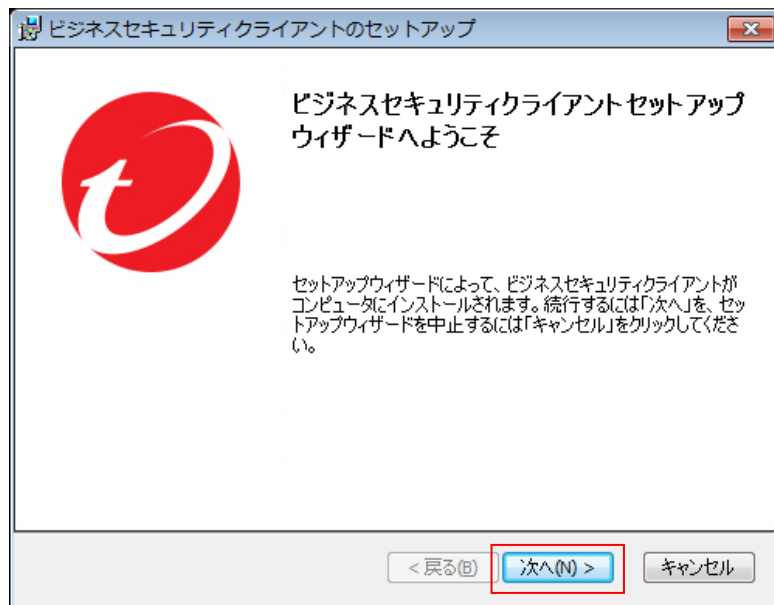 ビジネスセキュリティクライアントのセットアップ
ビジネスセキュリティクライアント セットアップ
ウィザードへようこそ
セットアップウィザードによって、ビジネスセキュリティクライアントが
コンピュータにインストールされます。続行するには「次へ」を、セッ
トアップウィザードを中止するには「キャンセル」をクリックしてくださ
い。
< 戻る(B) 次へ(N) > キャンセル